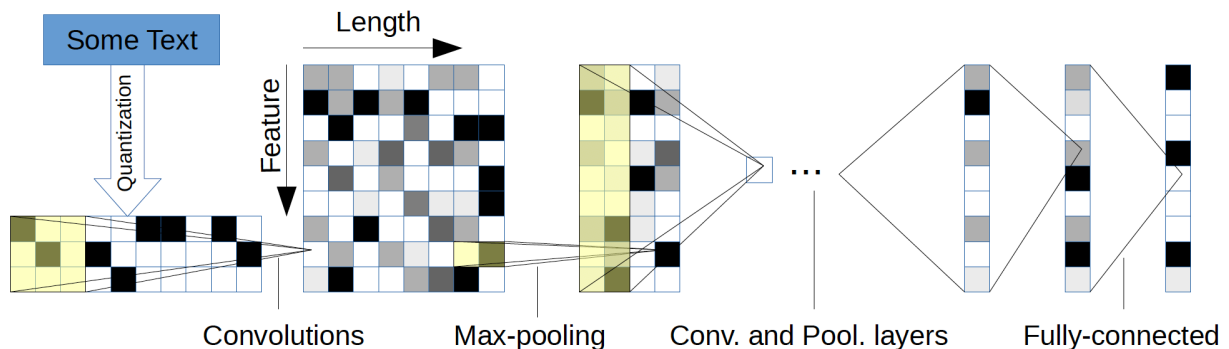 Some Text
Length
Quantization
Feature
...
Convolutions
Max-pooling
Conv. and Pool. layers
Fully-connected